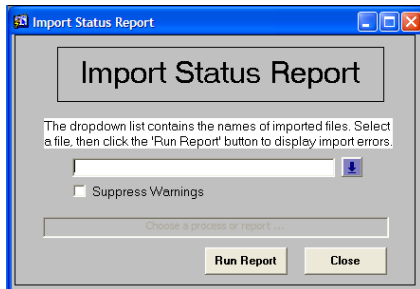 Import Status Report
Import Status Report
The dropdown list contains the names of imported files. Select
a file, then click the 'Run Report' button to display import errors.
Suppress Warnings
Choose a process or report ...
Run Report
Close